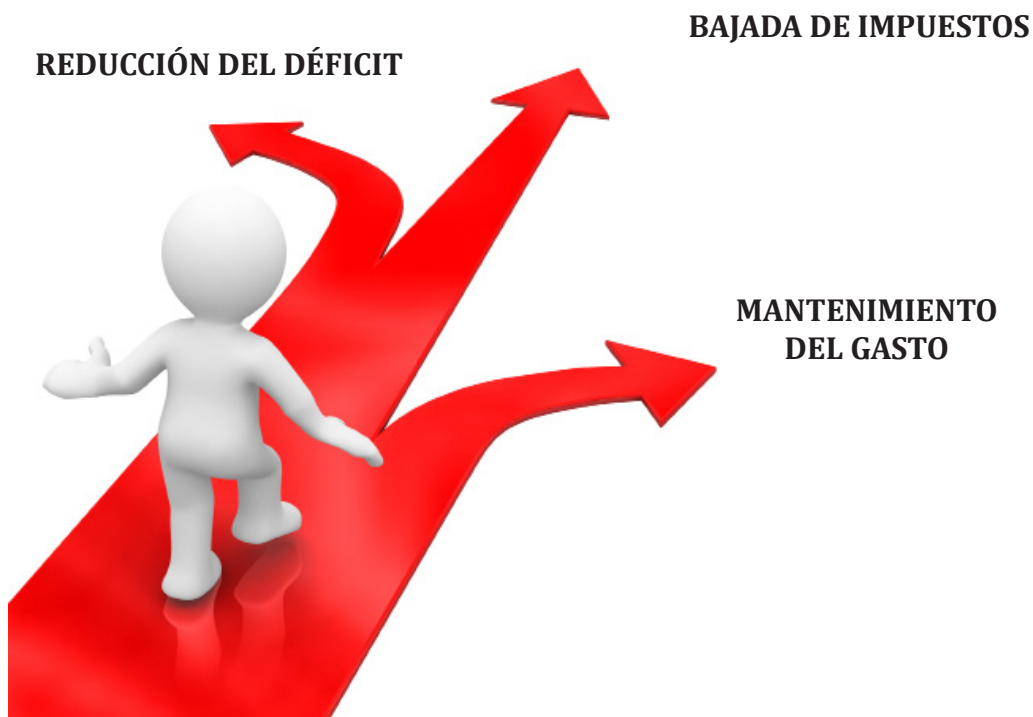 BAJADA DE IMPUESTOS
REDUCCIÓN DEL DÉFICIT
MANTENIMIENTO
DEL GASTO